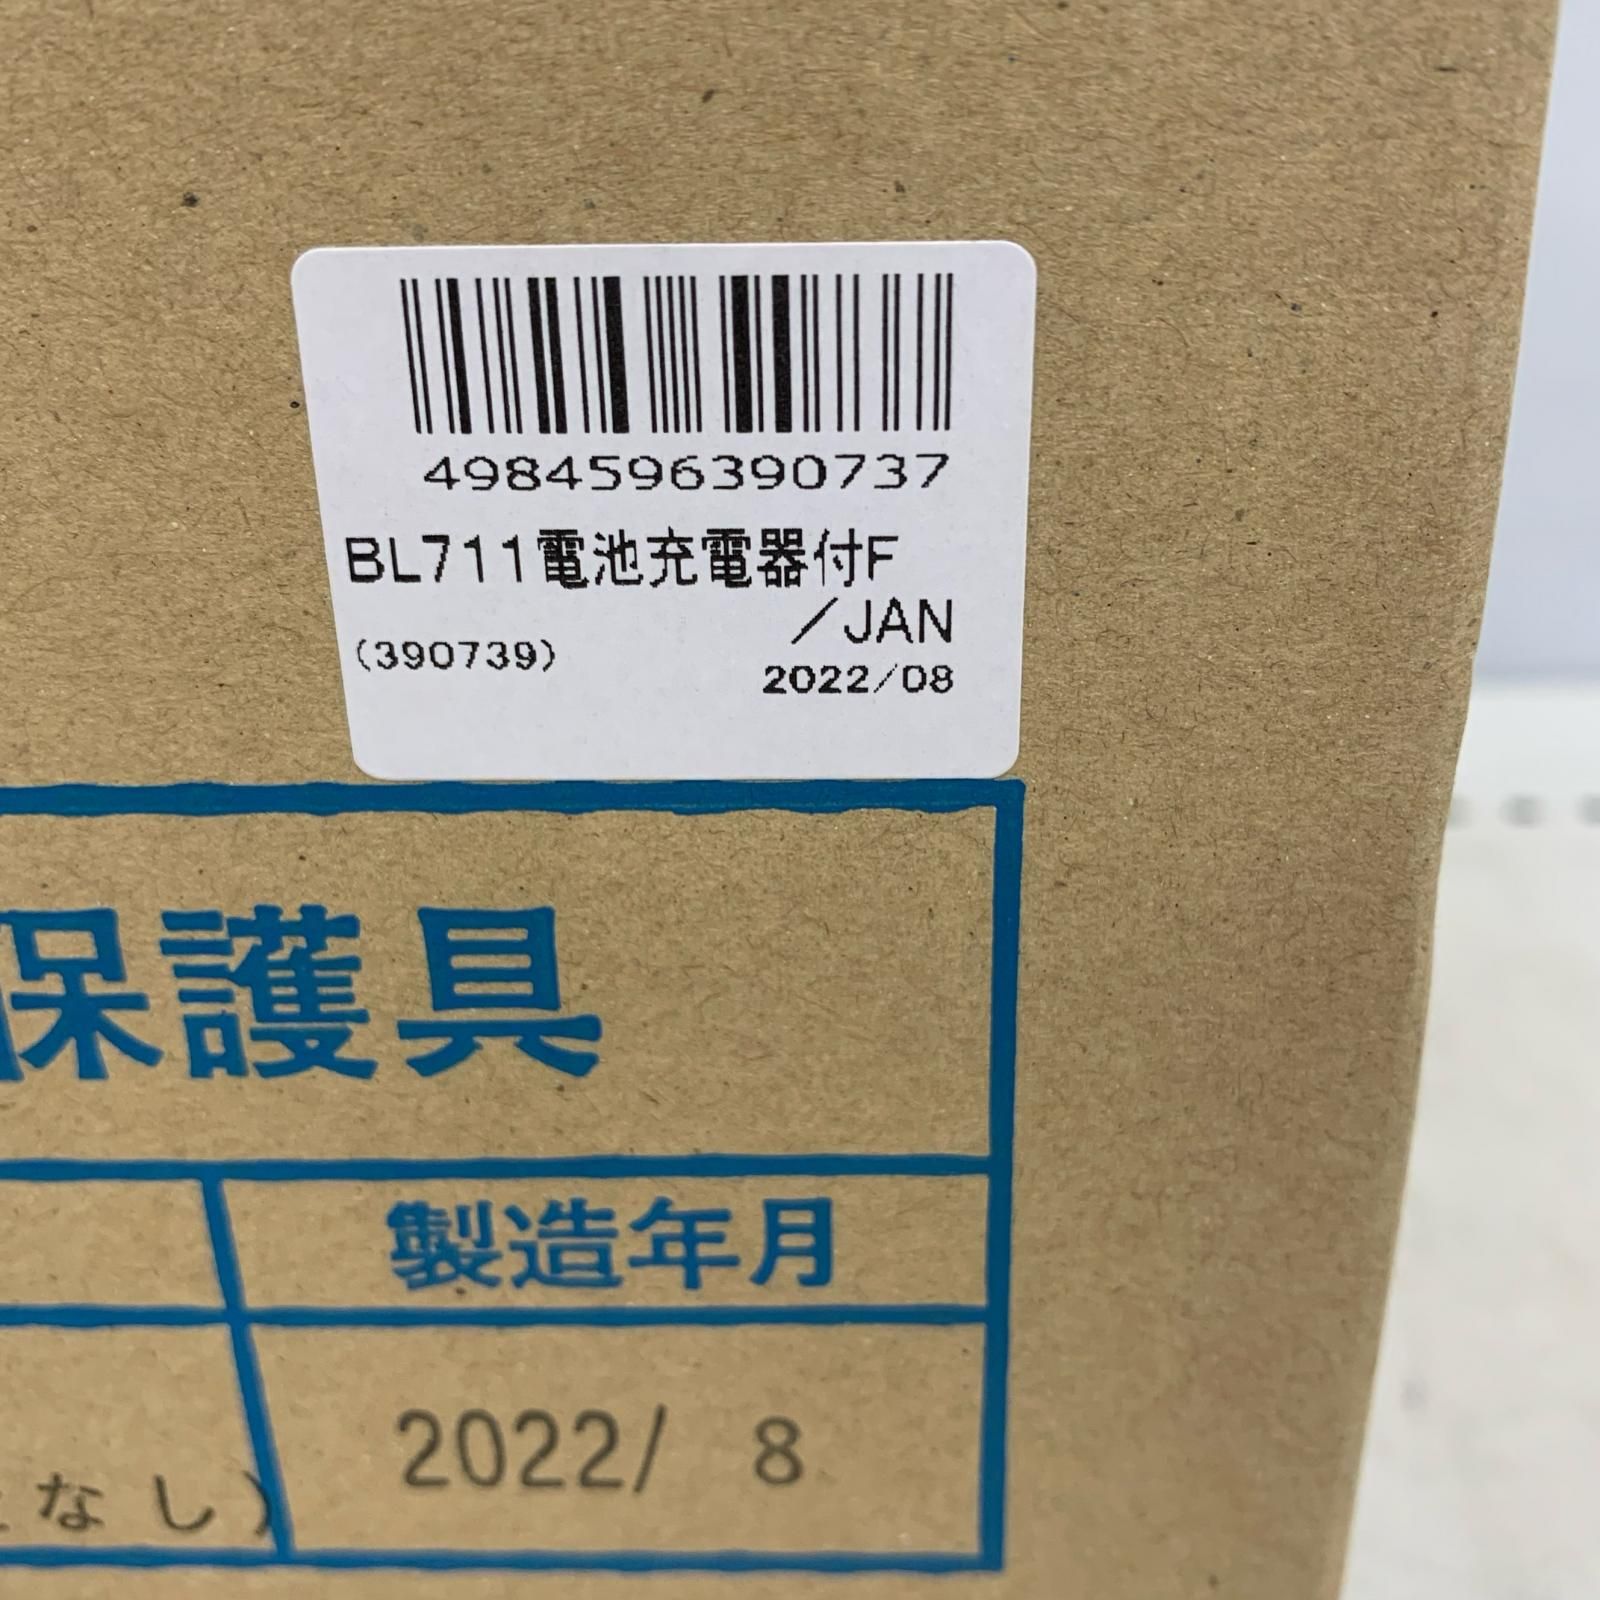 4984596390737
BL711電池充電器付F
／JAN
(390739)
2022/08
保護具
製造年月
2022/ 8
なし)